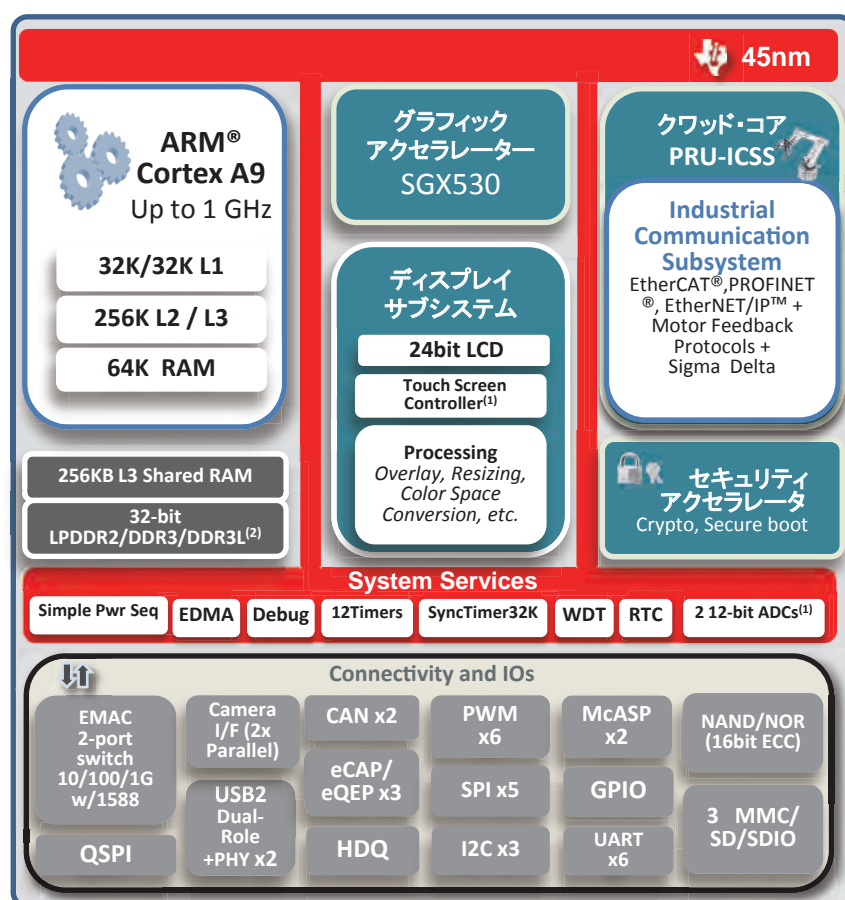 45nm
ARM®
Cortex A9
Up to 1 GHz
32K/32K L1
256K L2 / L3
64K RAM
256KB L3 Shared RAM
32-bit
LPDDR2/DDR3/DDR3L(2)
グラフィック
アクセラレーター
SGX530
ディスプレイ
サブシステム
24bit LCD
Touch Screen
Controller(1)
Processing
Overlay, Resizing,
Color Space
Conversion, etc.
クワッド・コア
PRU-ICSS
Industrial
Communication
Subsystem
EtherCAT®,PROFINET
®, EtherNET/IP™ +
Motor Feedback
Protocols +
Sigma Delta
セキュリティ
アクセラレータ
Crypto, Secure boot
System Services
Simple Pwr Seq
EDMA
Debug
12Timers
SyncTimer32K
WDT
RTC
2 12-bit ADCs(1)
Connectivity and IOs
EMAC
2-port
switch
10/100/1G
w/1588
QSPI
Camera
I/F (2x
Parallel)
USB2
Dual-
Role
+PHY x2
CAN x2
eCAP/
eQEP x3
HDQ
PWM
x6
SPI x5
I2C x3
McASP
x2
GPIO
UART
x6
NAND/NOR
(16bit ECC)
3 MMC/
SD/SDIO